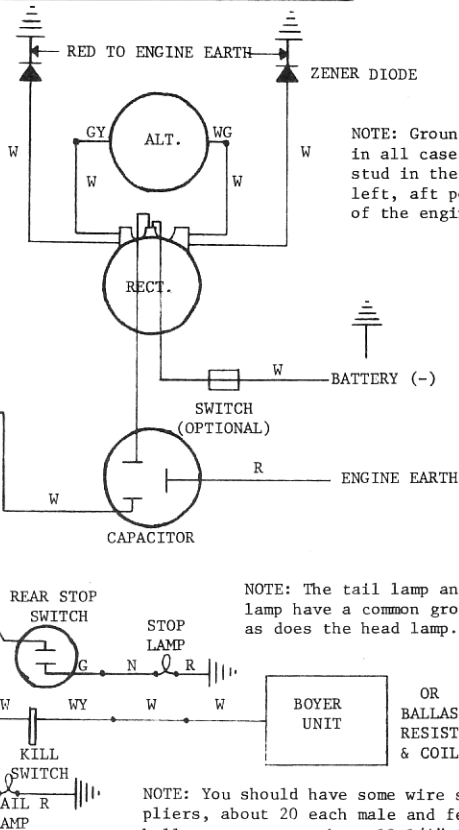 RED TO ENGINE EARTH
ZENER DIODE
GY
ALT.
WG
NOTE: Groun
in all case
stud in the
left, aft p
of the engi
W
W
W
W
RECT.
W
BATTERY (-)
SWITCH
(OPTIONAL)
R
ENGINE EARTH
W
CAPACITOR
NOTE: The tail lamp an
lamp have a common gro
as does the head lamp.
REAR STOP
SWITCH
STOP
LAMP
G
N
R
W
WY
W
W
BOYER
UNIT
OR
BALLAS
RESIST
& COIL
KILL
SWITCH
AIL R
AMP
NOTE: You should have some wire s
pliers, about 20 each male and fe